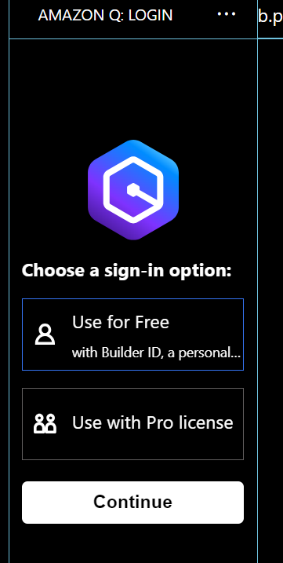 AMAZON Q: LOGIN ...
b.p
Choose a sign-in option:
Use for Free
with Builder ID, a personal...
Use with Pro license
Continue